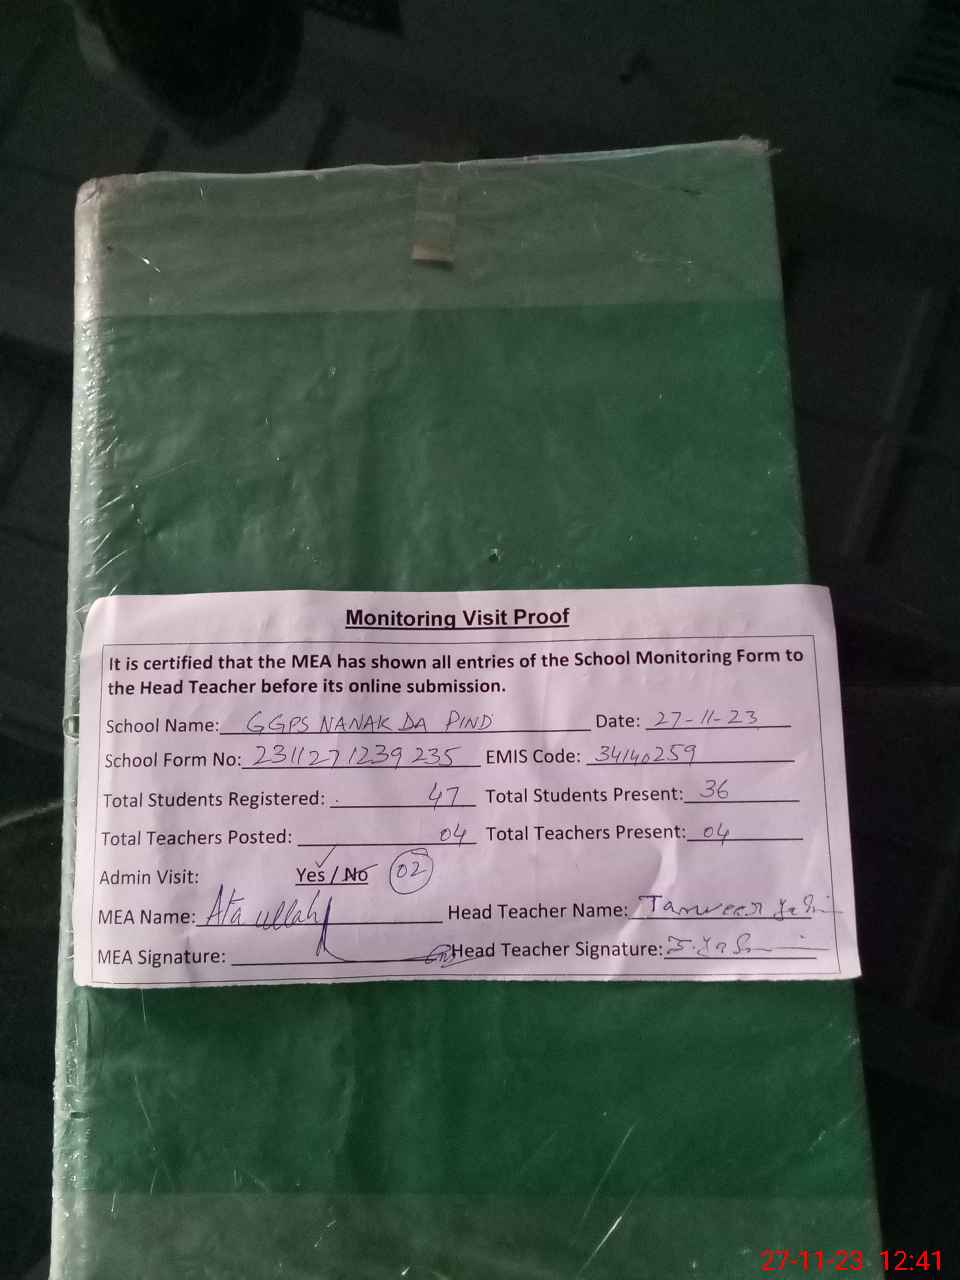 Monitoring Visit Proof
It is certified that the MEA has shown all entries of the School Monitoring Form to
the Head Teacher before its online submission.
School Name: GGPS NANAK DA PIND Date: 27-11-23
School Form No: 2311271239235 EMIS Code: 34140259
Total Students Registered: 47 Total Students Present: 36
Total Teachers Posted: 04 Total Teachers Present: 04
Admin Visit: Yes / No 02
MEA Name: Ata ullah Head Teacher Name: Tanveer
MEA Signature: Head Teacher Signature:
27-11-23 12:41